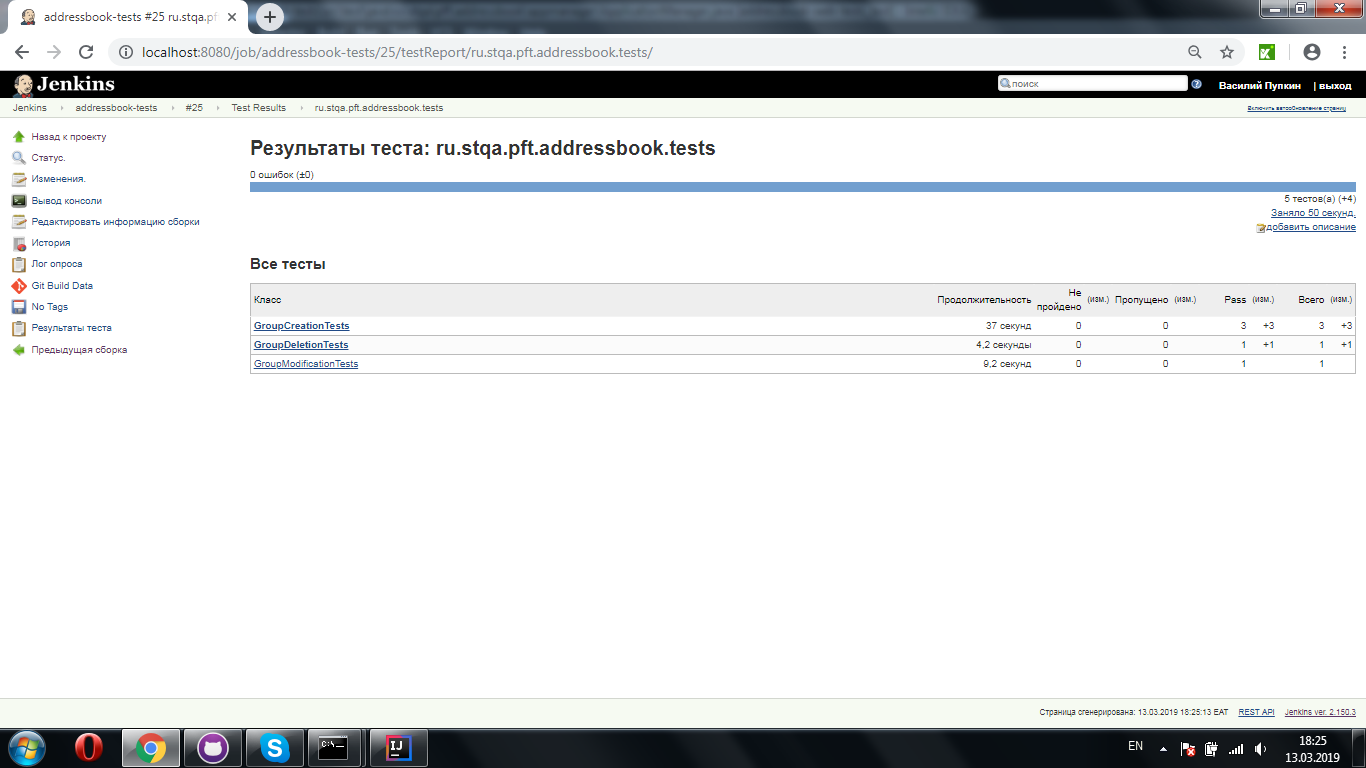 addressbook-tests #25 ru.stqa.pf
localhost:8080/job/addressbook-tests/25/testReport/ru.stqa.pft.addressbook.tests/
Jenkins
поиск
Василий Пупкин | выход
Jenkins addressbook-tests #25 Test Results ru.stqa.pft.addressbook.tests
Включить автообновление страниц
Назад к проекту
Статус.
Изменения.
Вывод консоли
Редактировать информацию сборки
История
Лог опроса
Git Build Data
No Tags
Результаты теста
Предыдущая сборка
Результаты теста: ru.stqa.pft.addressbook.tests
0 ошибок (±0)
5 тестов(а) (+4)
Заняло 50 секунд.
добавить описание
Все тесты
Класс Продолжительность Не пройдено (изм.) Пропущено (изм.) Pass (изм.) Всего (изм.)
GroupCreationTests 37 секунд 0 0 3 +3 3 +3
GroupDeletionTests 4,2 секунды 0 0 1 +1 1 +1
GroupModificationTests 9,2 секунд 0 0 1 1
Страница сгенерирована: 13.03.2019 18:25:13 EAT REST API Jenkins ver. 2.150.3
C:\_
IJ
EN
18:25
13.03.2019